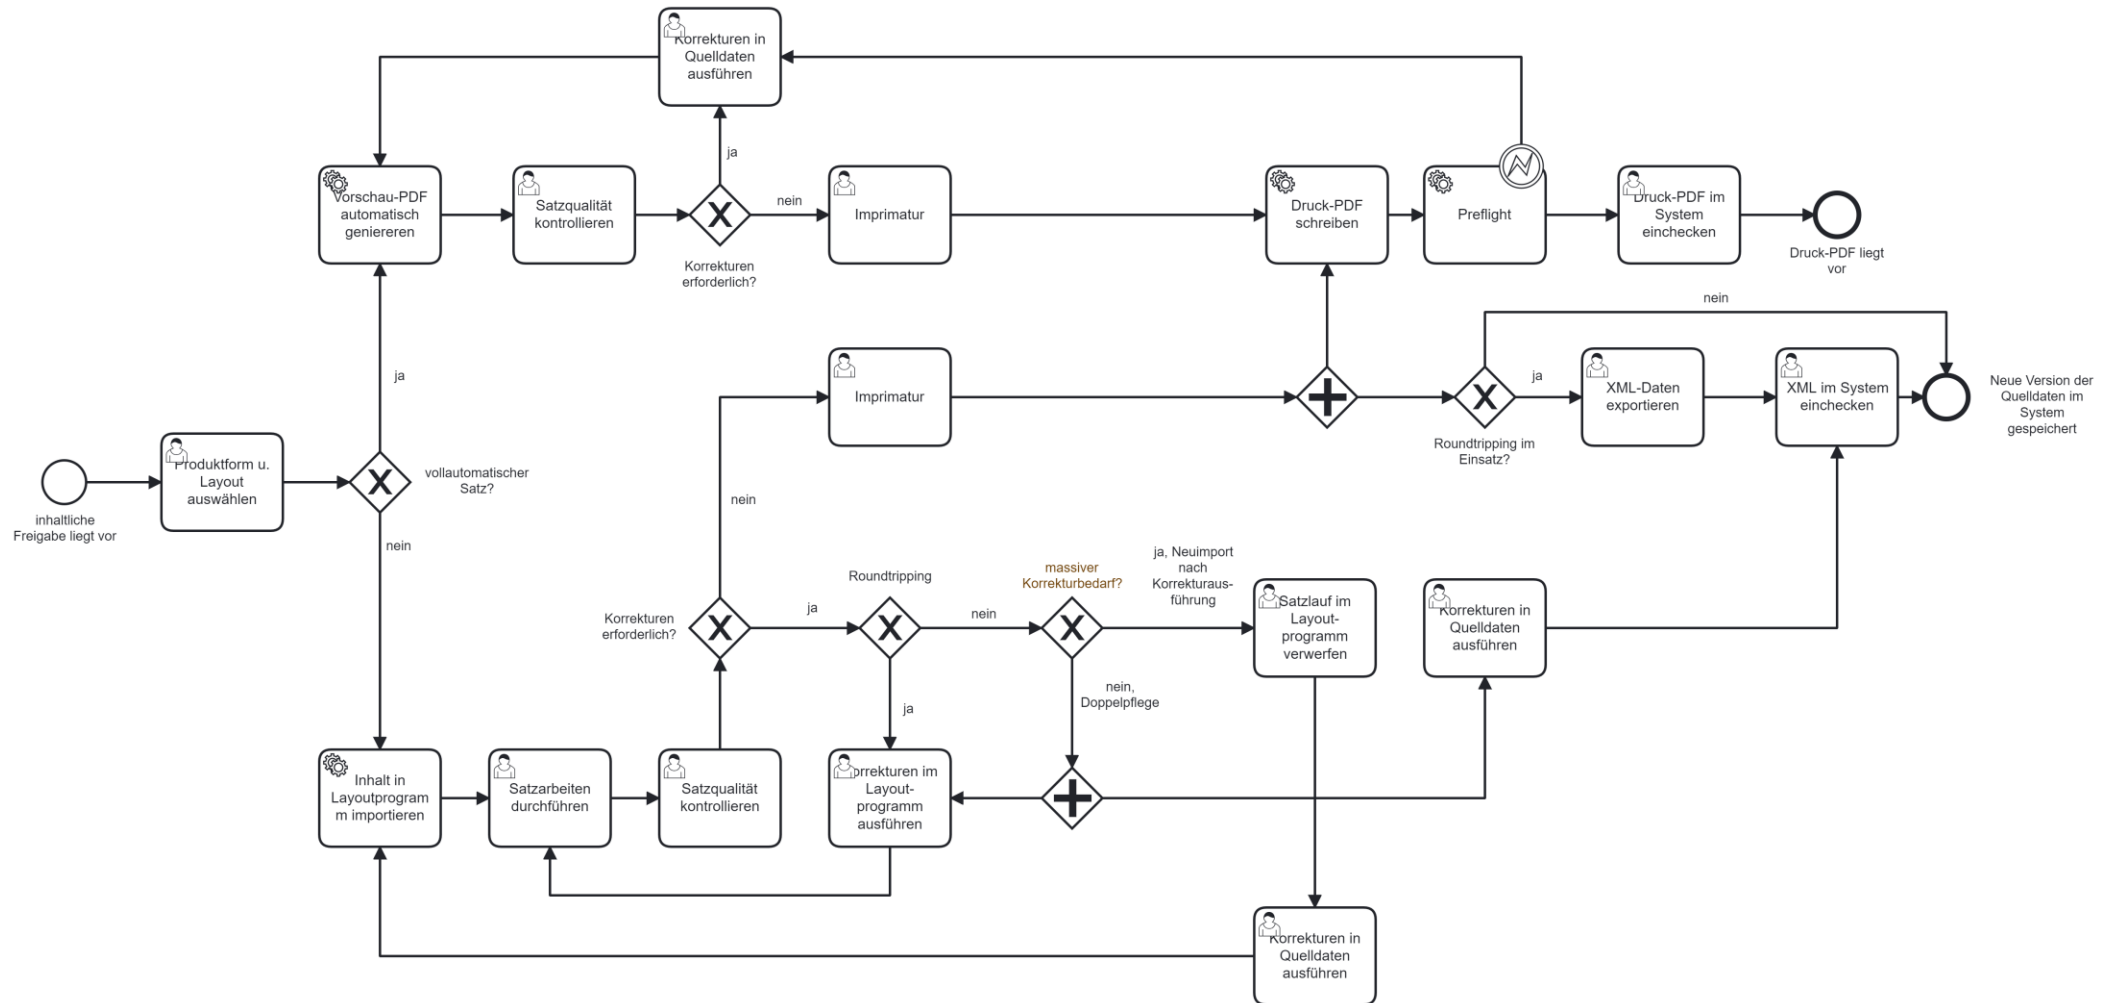 Korrekturen in
Quelldaten
ausführen
ja
Vorschau-PDF
automatisch
geniereren
Satzqualität
kontrollieren
nein
Imprimatur
Druck-PDF
schreiben
Preflight
Druck-PDF im
System
einchecken
Korrekturen
erforderlich?
Druck-PDF liegt
vor
nein
ja
Imprimatur
ja
XML-Daten
exportieren
XML im System
einchecken
Neue Version der
Quelldaten im
System
gespeichert
Roundtripping im
Einsatz?
Produktform u.
Layout
auswählen
vollautomatischer
Satz?
inhaltliche
Freigabe liegt vor
nein
nein
Roundtripping
massiver
Korrekturbedarf?
ja, Neuimport
nach
Korrekturaus-
führung
Korrekturen
erforderlich?
ja
nein
Satzlauf im
Layout-
programm
verwerfen
Korrekturen in
Quelldaten
ausführen
ja
nein,
Doppelpflege
Inhalt in
Layoutprogram
m importieren
Satzarbeiten
durchführen
Satzqualität
kontrollieren
Korrekturen im
Layout-
programm
ausführen
Korrekturen in
Quelldaten
ausführen